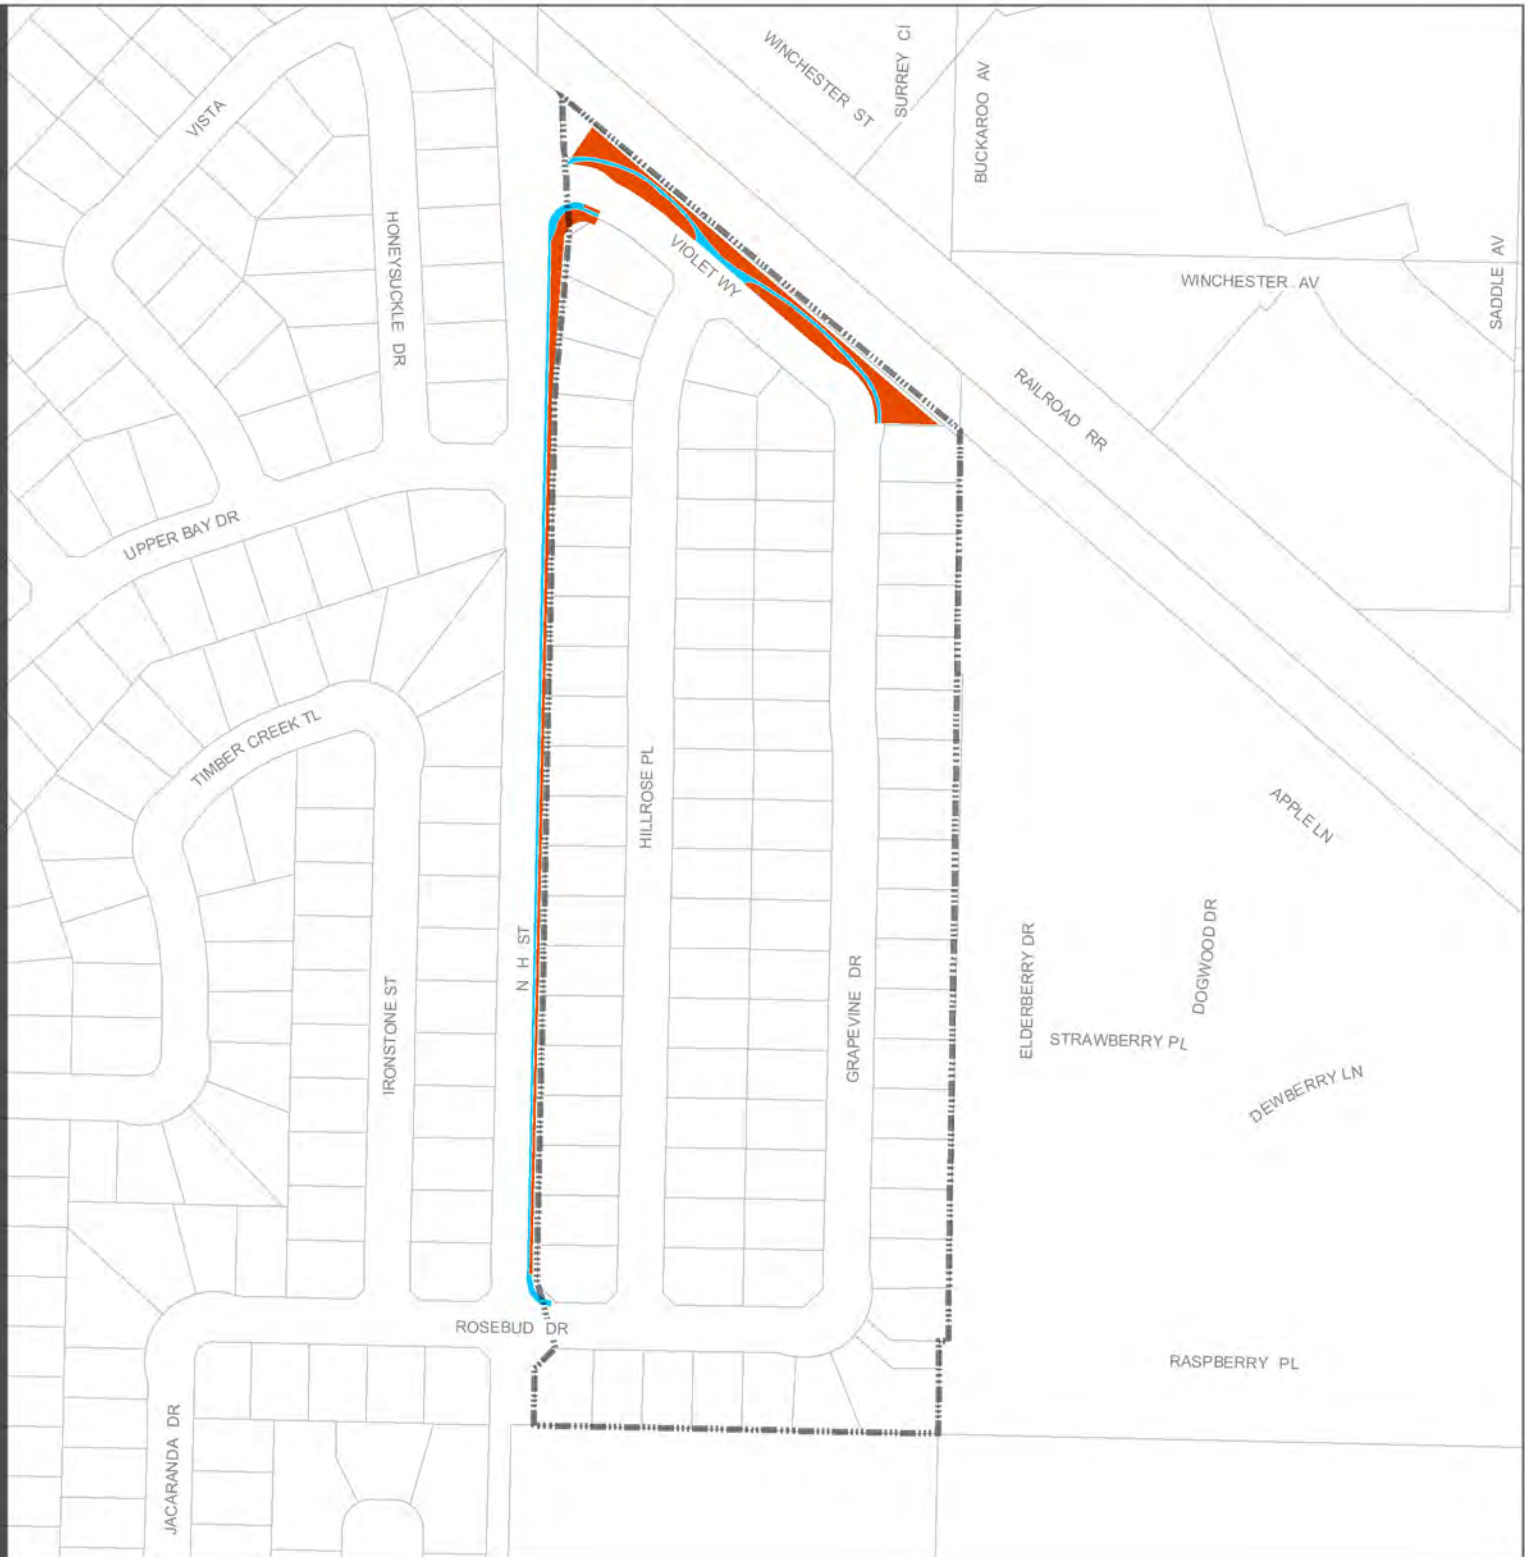 WINCHESTER ST
SURREY CI
BUCKAROO AV
VISTA
HONEYSUCKLE DR
VIOLET WY
WINCHESTER AV
SADDLE AV
RAILROAD RR
UPPER BAY DR
TIMBER CREEK TL
HILLROSE PL
APPLE LN
N H ST
IRONSTONE ST
GRAPEVINE DR
ELDERBERRY DR
DOGWOOD DR
STRAWBERRY PL
DEWBERRY LN
ROSEBUD DR
RASPBERRY PL
JACARANDA DR